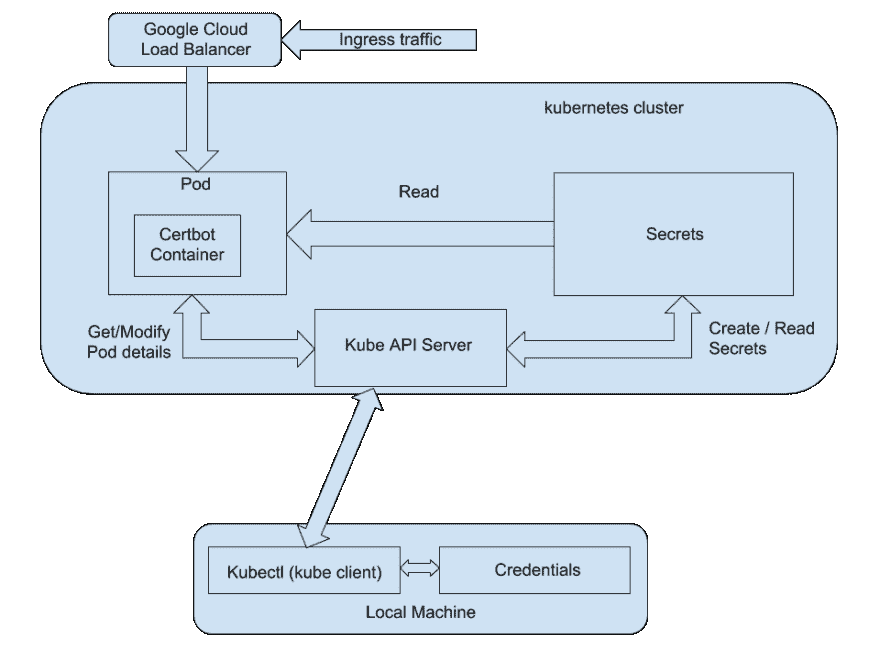 Google Cloud
Load Balancer
Ingress traffic
kubernetes cluster
Pod
Certbot
Container
Read
Secrets
Get/Modify
Pod details
Kube API Server
Create / Read
Secrets
Kubectl (kube client)
Credentials
Local Machine